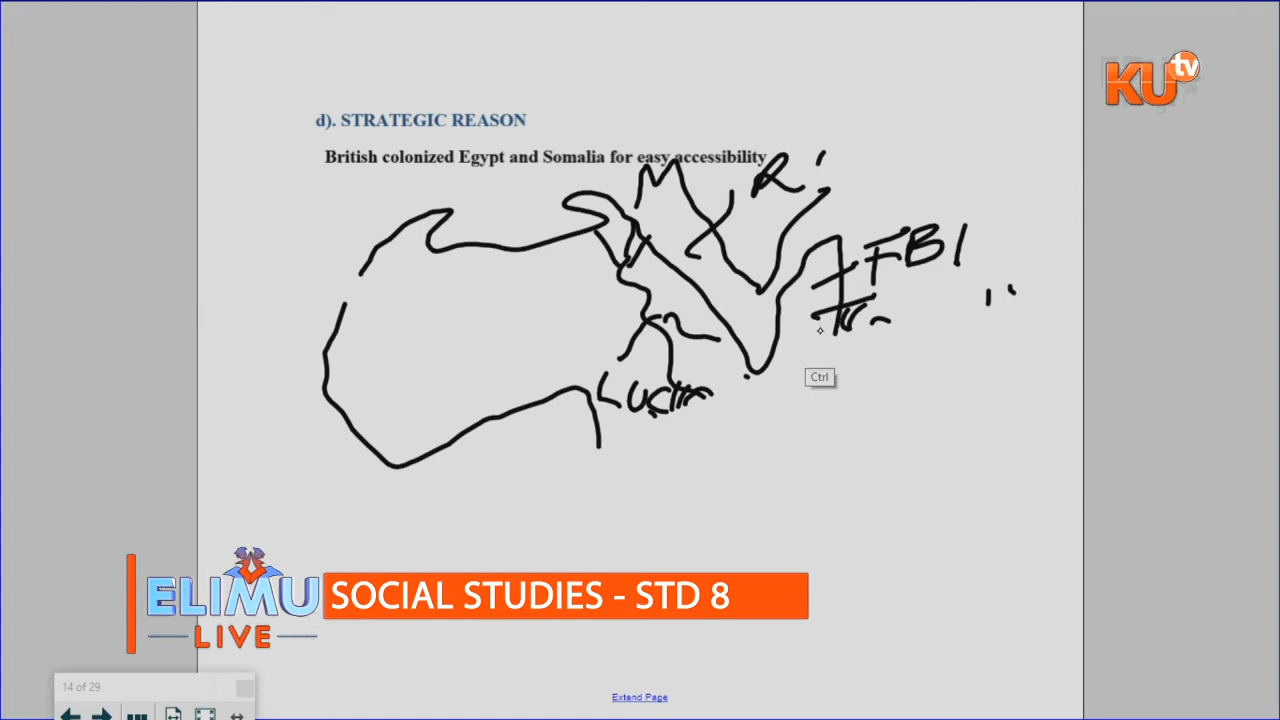 KU tv
d). STRATEGIC REASON
British colonized Egypt and Somalia for easy accessibility
R
FBI
Ctrl
ELIMU
LIVE
SOCIAL STUDIES - STD 8
14 of 29
Extend Page